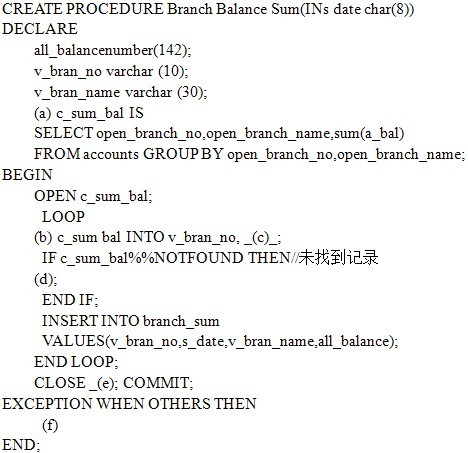 CREATE PROCEDURE Branch Balance Sum(INs date char(8))
DECLARE
all_balancenumber(142);
v_bran_no varchar (10);
v_bran_name varchar (30);
(a) c_sum_bal IS
SELECT open_branch_no,open_branch_name,sum(a_bal)
FROM accounts GROUP BY open_branch_no,open_branch_name;
BEGIN
OPEN c_sum_bal;
LOOP
(b) c_sum bal INTO v_bran_no, _(c)_;
IF c_sum_bal%%NOTFOUND THEN//未找到记录
(d);
END IF;
INSERT INTO branch_sum
VALUES(v_bran_no,s_date,v_bran_name,all_balance);
END LOOP;
CLOSE _(e); COMMIT;
EXCEPTION WHEN OTHERS THEN
(f)
END;